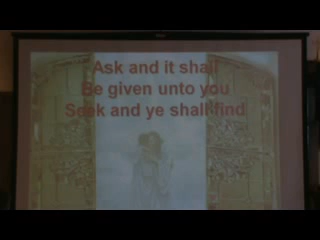 Ask and it shall
Be given unto you
Seek and ye shall find